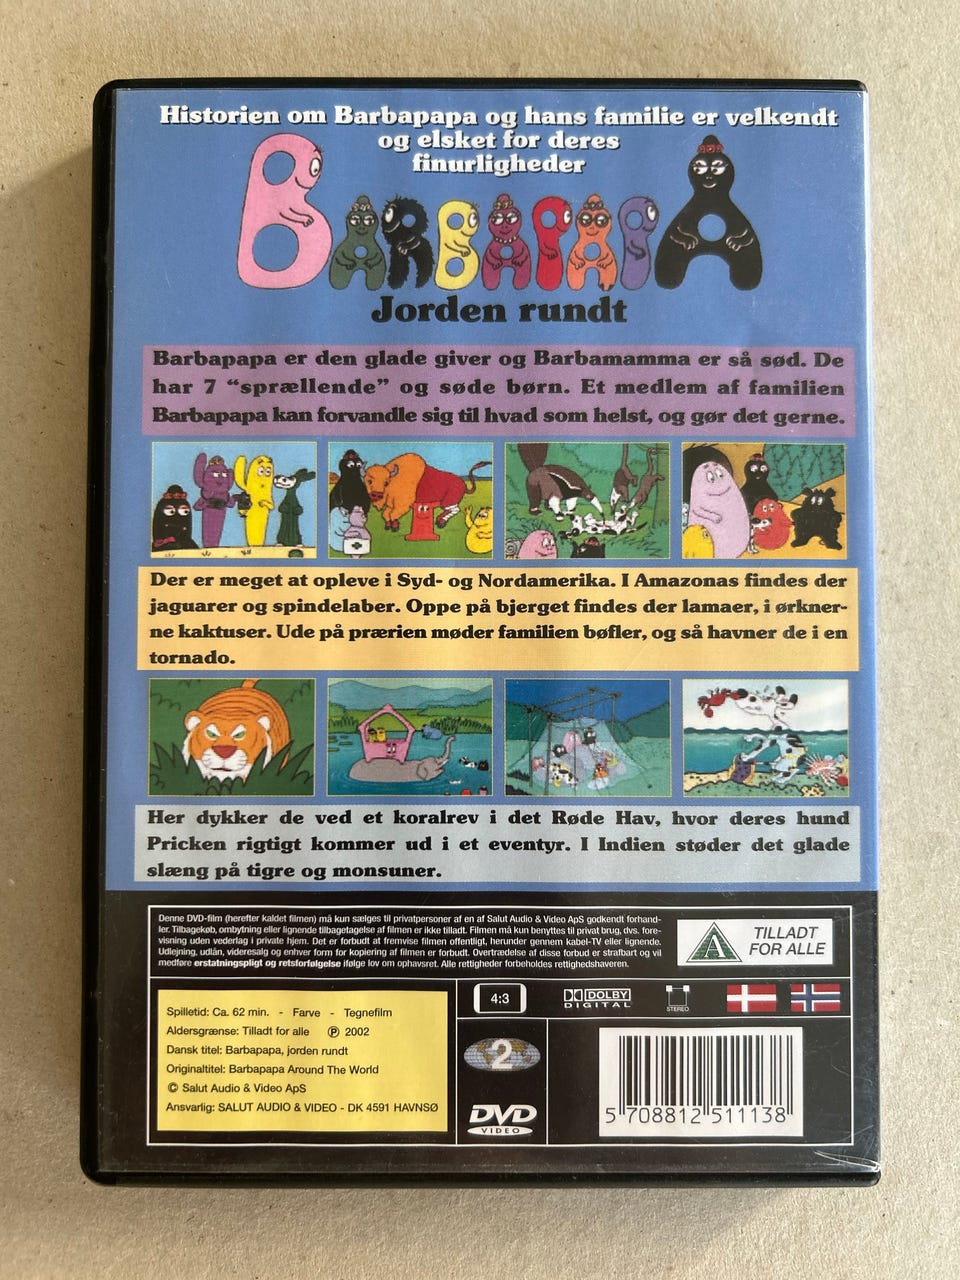 Historien om Barbapapa og hans familie er velkendt
og elsket for deres
finurligheder
BARBAPAPA
Jorden rundt
Barbapapa er den glade giver og Barbamamma er så sød. De
har 7 “sprællende” og søde børn. Et medlem af familien
Barbapapa kan forvandle sig til hvad som helst, og gør det gerne.
Der er meget at opleve i Syd- og Nordamerika. I Amazonas findes der
jaguarer og spindelaber. Oppe på bjerget findes der lamaer, i ørkner-
ne kaktuser. Ude på prærien møder familien bøfler, og så havner de i en
tornado.
Her dykker de ved et koralrev i det Røde Hav, hvor deres hund
Pricken rigtigt kommer ud i et eventyr. I Indien støder det glade
slæng på tigre og monsuner.
Denne DVD-film (herefter kaldet filmen) må kun sælges til privatpersoner af en af Salut Audio & Video ApS godkendt forhand-
ler. Tilbagekøb, ombytning eller lignende tilbagetagelse af filmen er ikke tilladt. Filmen må kun benyttes til privat brug, dvs. fore-
visning uden vederlag i private hjem. Det er forbudt at fremvise filmen offentligt, herunder gennem kabel-TV eller lignende.
Udlejning, udlån, videresalg og enhver form for kopiering af filmen er forbudt. Overtrædelse af disse forbud er strafbart og vil
medføre erstatningspligt og retsforfølgelse ifølge lov om ophavsret. Alle rettigheder forbeholdes rettighedshaveren.
A
TILLADT
FOR ALLE
Spilletid: Ca. 62 min. - Farve - Tegnefilm
Aldersgrænse: Tilladt for alle ℗ 2002
Dansk titel: Barbapapa, jorden rundt
Originaltitel: Barbapapa Around The World
© Salut Audio & Video ApS
Ansvarlig: SALUT AUDIO & VIDEO - DK 4591 HAVNSØ
4:3
DOLBY
DIGITAL
STEREO
2
DVD
VIDEO
5 708812 511138